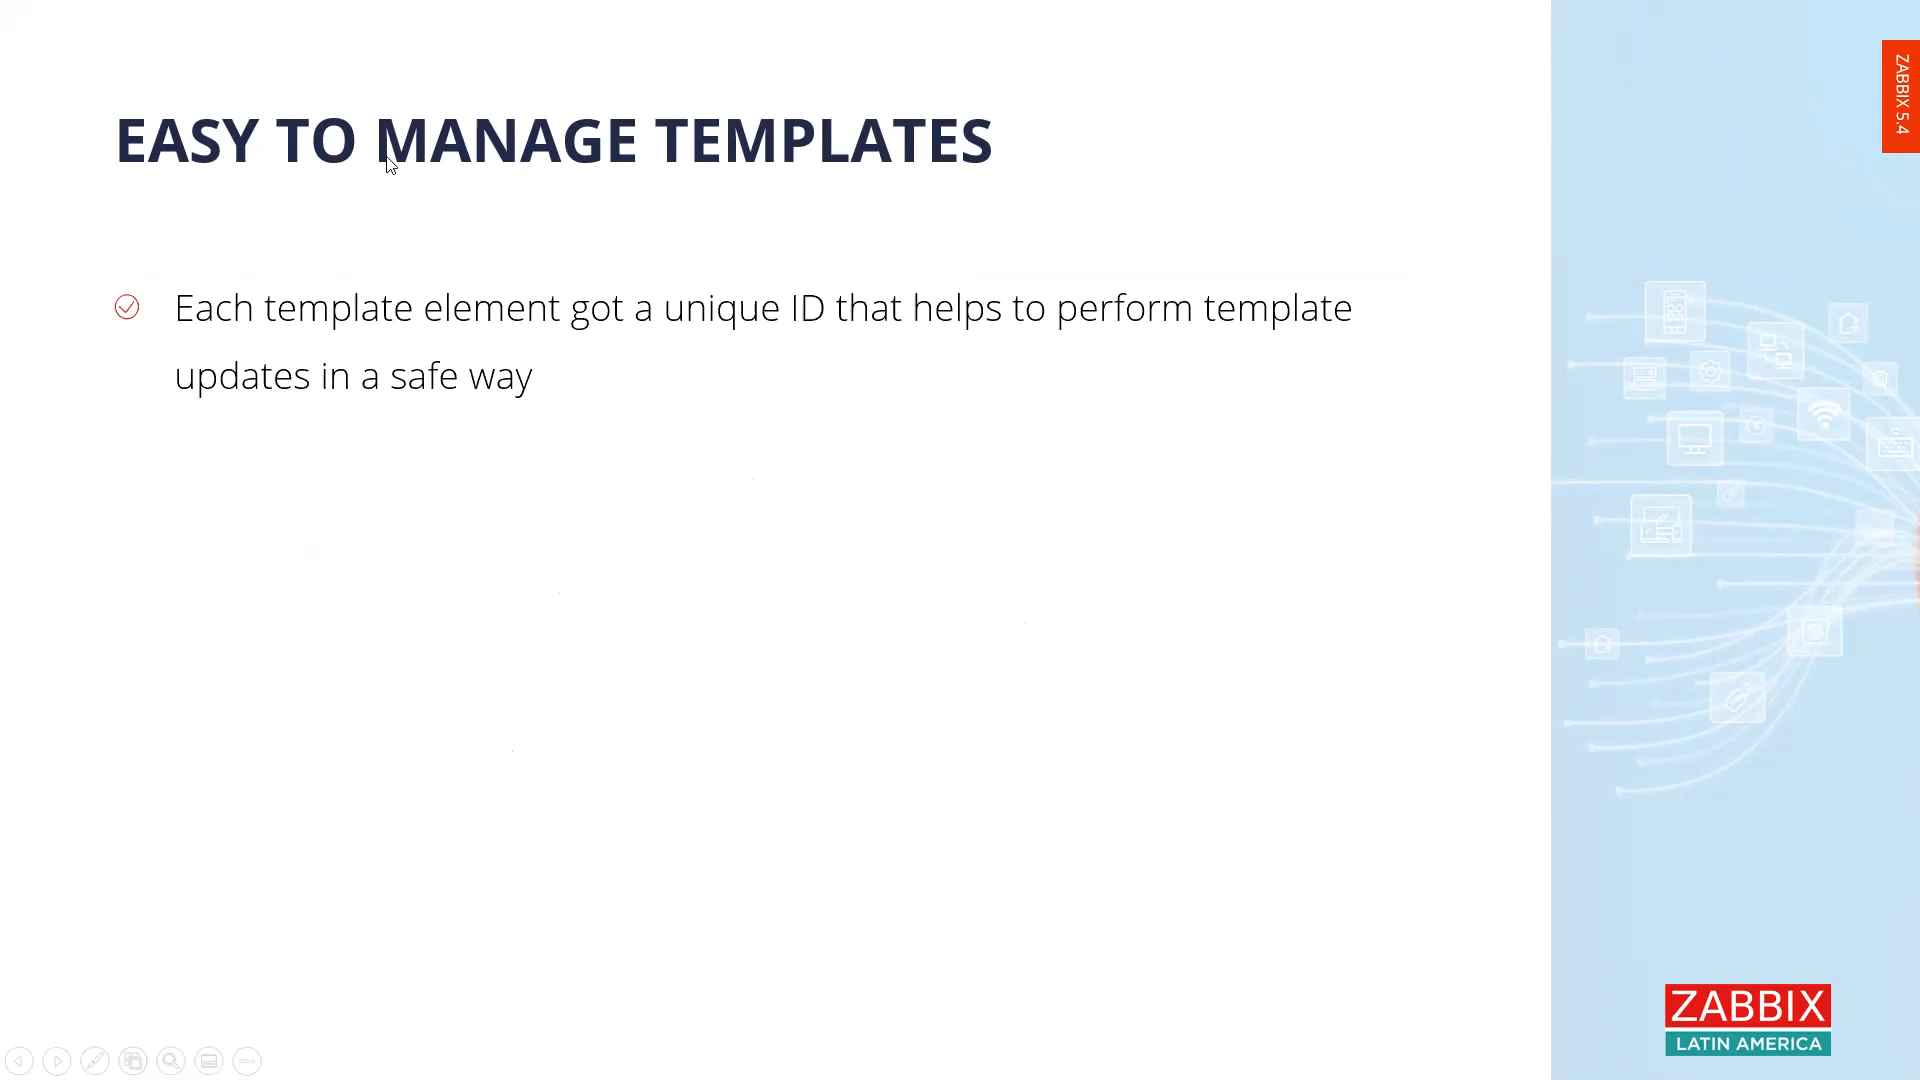 EASY TO MANAGE TEMPLATES
Each template element got a unique ID that helps to perform template
updates in a safe way
ZABBIX 5.4
ZABBIX
LATIN AMERICA